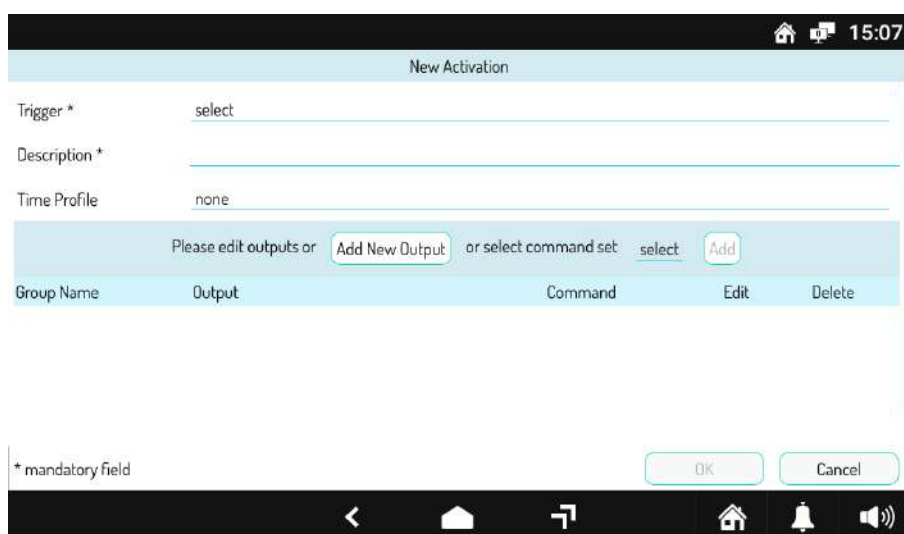 15:07
New Activation
Trigger * select
Description *
Time Profile none
Please edit outputs or Add New Output or select command set select Add
Group Name Output Command Edit Delete
* mandatory field OK Cancel